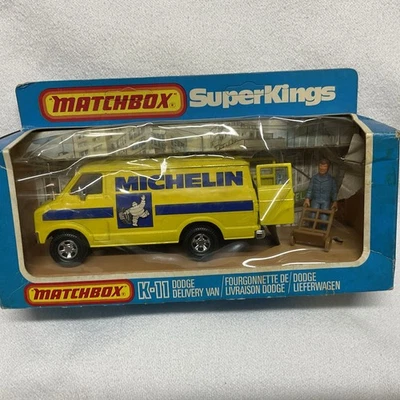 MATCHBOX SuperKings
MICHELIN
MATCHBOX K-11 DODGE DELIVERY VAN/ FOURGONNETTE DE LIVRAISON DODGE/ DODGE LIEFERWAGEN